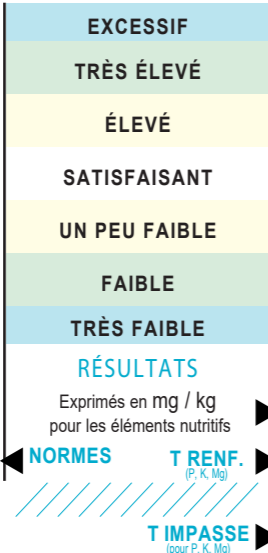 EXCESSIF
TRÈS ÉLEVÉ
ÉLEVÉ
SATISFAISANT
UN PEU FAIBLE
FAIBLE
TRÈS FAIBLE
RÉSULTATS
Exprimés en mg / kg
pour les éléments nutritifs
NORMES T RENF.
(P, K, Mg)
T IMPASSE
(pour P, K, Mg)